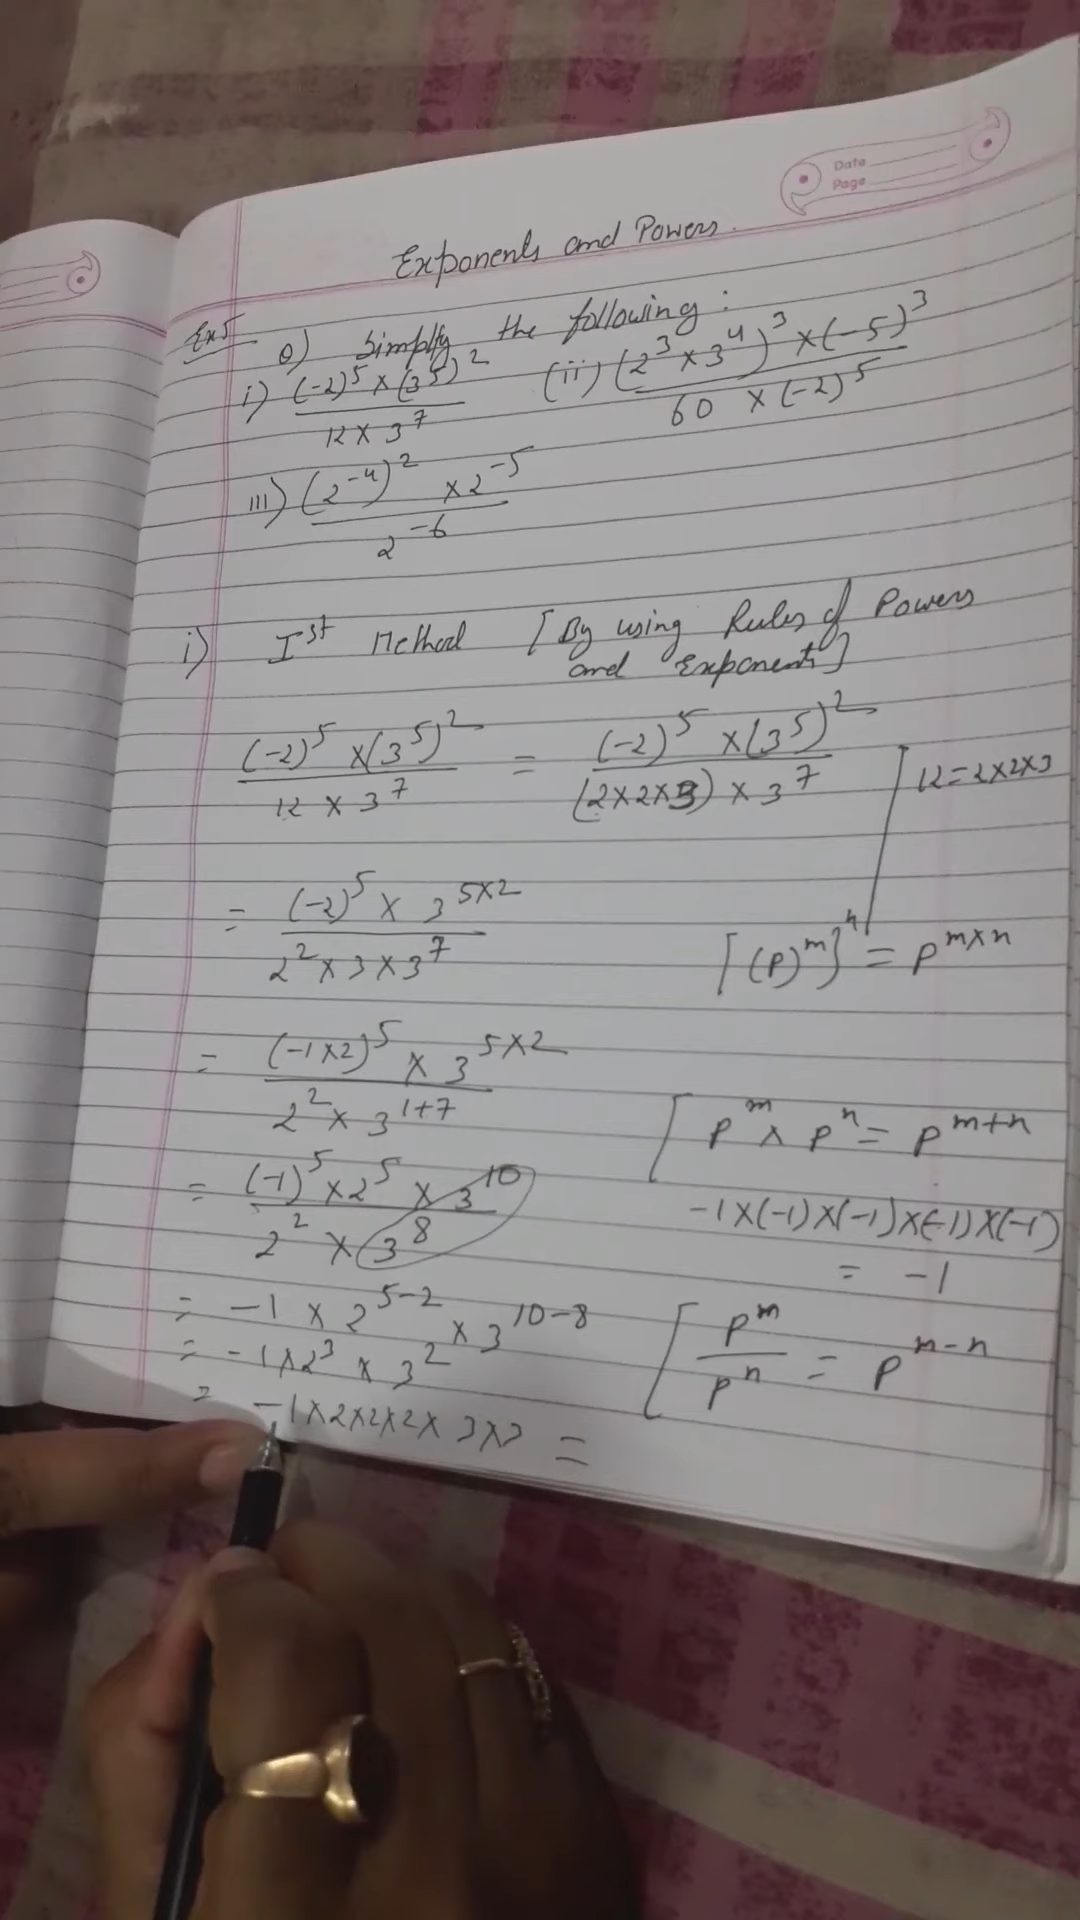 Date
Page
Exponents and Powers.
Ex 5
Q) Simplify the following:
i) (-2)^5 × (3^5)^2 / 12 × 3^7 (ii) (2^3 × 3^4)^3 × (-5)^3 / 60 × (-2)^5
iii) (2^-4)^2 × 2^-5 / 2^-6
i) Ist Method [By using Rules of Powers
and Exponents]
(-2)^5 × (3^5)^2 / 12 × 3^7 = (-2)^5 × (3^5)^2 / (2×2×3) × 3^7 [12 = 2×2×3
= (-2)^5 × 3^5×2 / 2^2 × 3 × 3^7 [(P)^m}^n = P^m×n
= (-1×2)^5 × 3^5×2 / 2^2 × 3^1+7 [P^m × P^n = P^m+n
= (-1)^5 × 2^5 × 3^10 / 2^2 × 3^8 -1×(-1)×(-1)×(-1)×(-1)
= -1
= -1 × 2^5-2 × 3^10-8 [P^m / P^n = P^m-n
= -1×2^3 × 3^2
= -1×2×2×2× 3×3 =